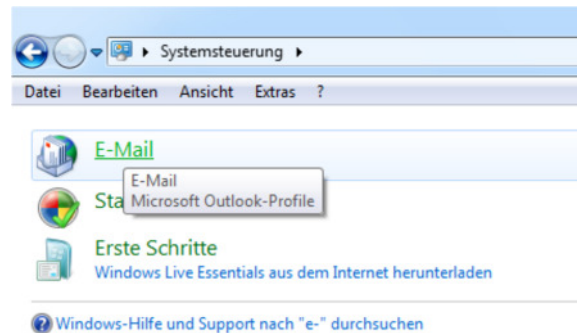 Systemsteuerung
Datei Bearbeiten Ansicht Extras ?
E-Mail
E-Mail
Sta Microsoft Outlook-Profile
Erste Schritte
Windows Live Essentials aus dem Internet herunterladen
Windows-Hilfe und Support nach "e-" durchsuchen